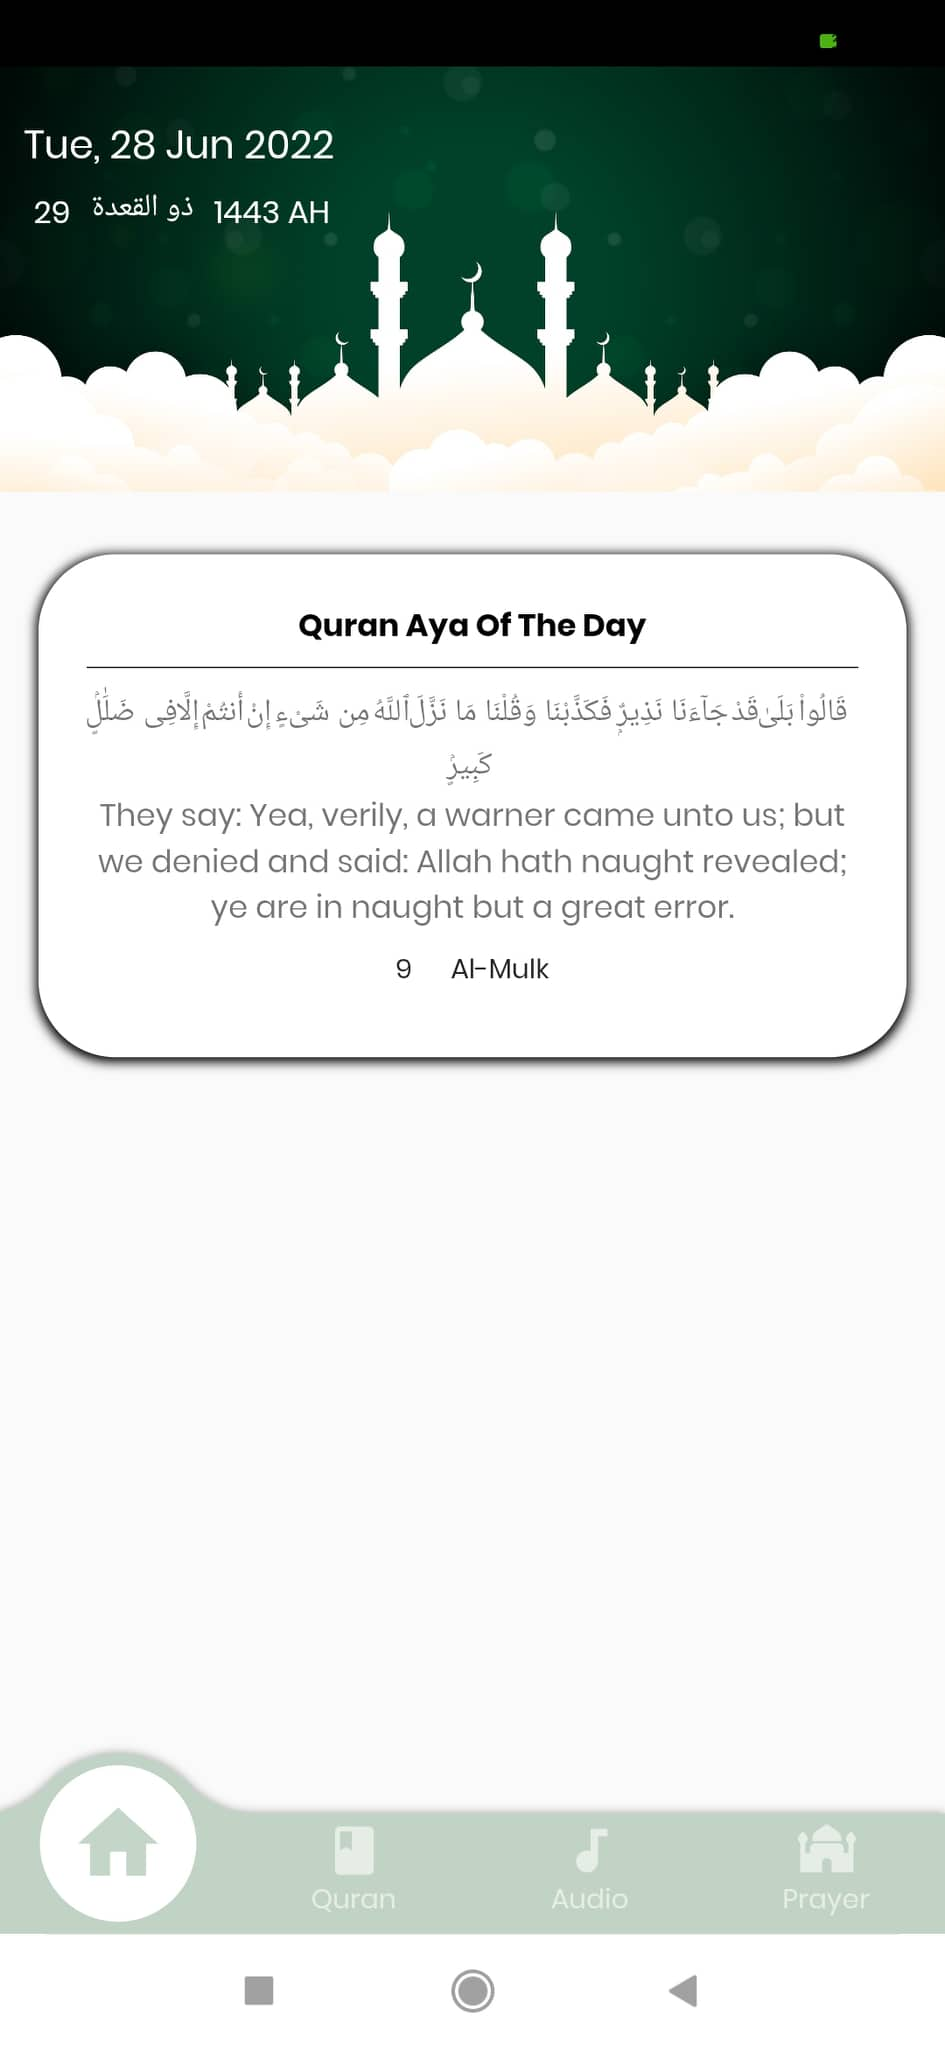 Tue, 28 Jun 2022
29 ذو القعدة 1443 AH
Quran Aya Of The Day
قَالُوا۟ بَلَىٰ قَدْ جَآءَنَا نَذِيرٌۭ فَكَذَّبْنَا وَقُلْنَا مَا نَزَّلَ ٱللَّهُ مِن شَىْءٍ إِنْ أَنتُمْ إِلَّا فِى ضَلَٰلٍۢ
كَبِيرٍۢ
They say: Yea, verily, a warner came unto us; but
we denied and said: Allah hath naught revealed;
ye are in naught but a great error.
9 Al-Mulk
Quran Audio Prayer